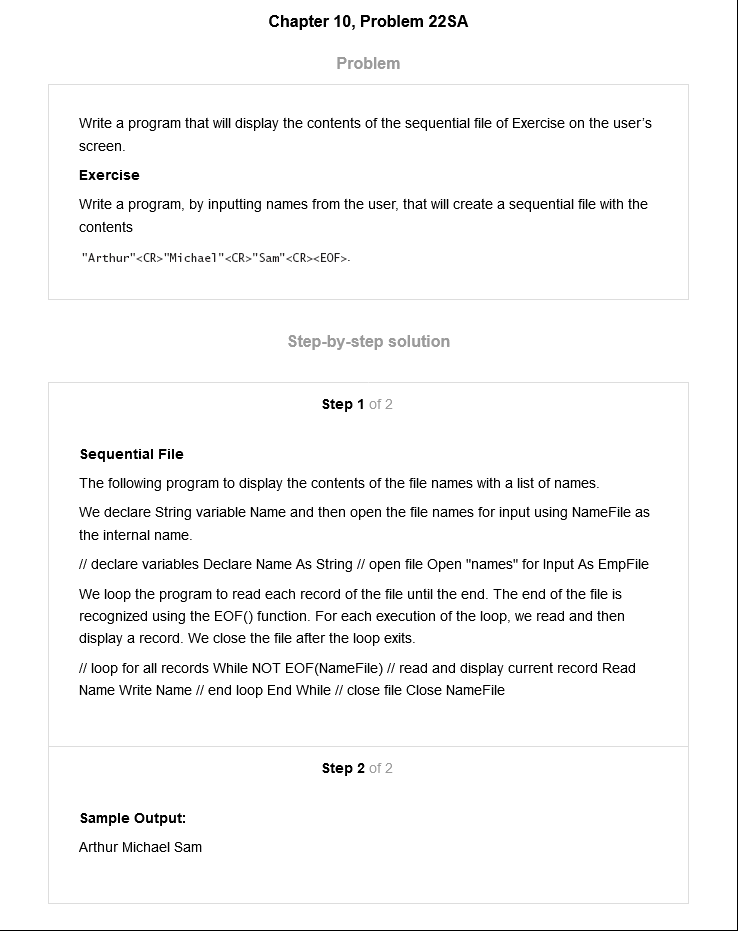 Chapter 10, Problem 22SA
Problem
Write a program that will display the contents of the sequential file of Exercise on the user's
screen.
Exercise
Write a program, by inputting names from the user, that will create a sequential file with the
contents
"Arthur"<CR>"Michael"<CR>"Sam"<CR><EOF>.
Step-by-step solution
Step 1 of 2
Sequential File
The following program to display the contents of the file names with a list of names.
We declare String variable Name and then open the file names for input using NameFile as
the internal name.
// declare variables Declare Name As String // open file Open "names" for Input As EmpFile
We loop the program to read each record of the file until the end. The end of the file is
recognized using the EOF() function. For each execution of the loop, we read and then
display a record. We close the file after the loop exits.
// loop for all records While NOT EOF(NameFile) // read and display current record Read
Name Write Name // end loop End While // close file Close NameFile
Step 2 of 2
Sample Output:
Arthur Michael Sam